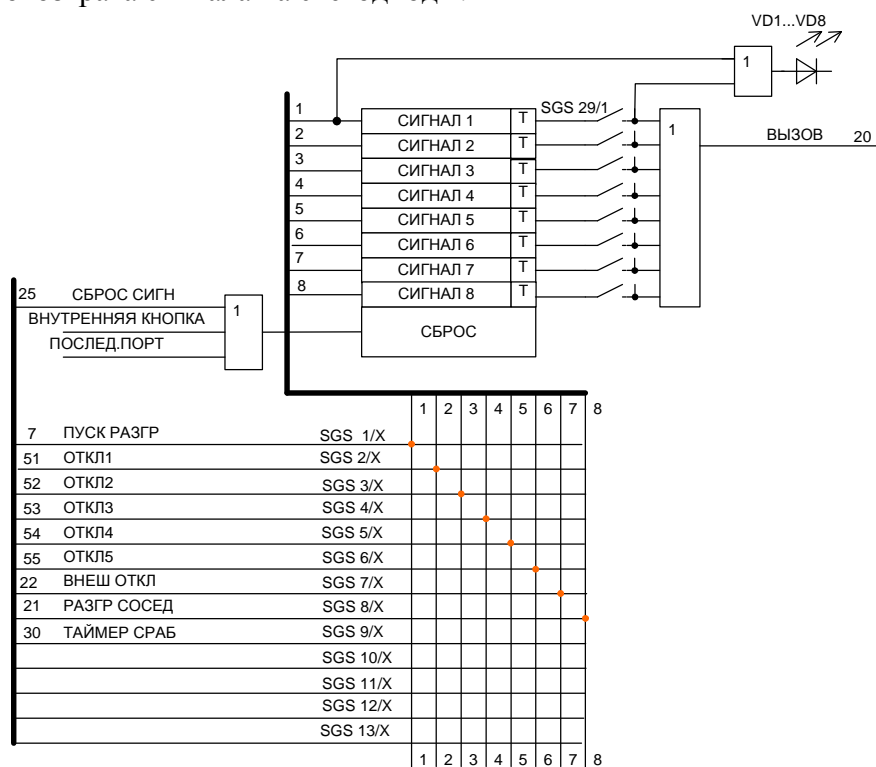 VD1...VD8
1
1
СИГНАЛ 1
T
SGS 29/1
1
ВЫЗОВ
20
2
СИГНАЛ 2
T
3
СИГНАЛ 3
T
4
СИГНАЛ 4
T
5
СИГНАЛ 5
T
6
СИГНАЛ 6
T
7
СИГНАЛ 7
T
8
СИГНАЛ 8
T
СБРОС
25
СБРОС СИГН
ВНУТРЕННЯЯ КНОПКА
ПОСЛЕД.ПОРТ
1
1 2 3 4 5 6 7 8
7 ПУСК РАЗГР SGS 1/X
51 ОТКЛ1 SGS 2/X
52 ОТКЛ2 SGS 3/X
53 ОТКЛ3 SGS 4/X
54 ОТКЛ4 SGS 5/X
55 ОТКЛ5 SGS 6/X
22 ВНЕШ ОТКЛ SGS 7/X
21 РАЗГР СОСЕД SGS 8/X
30 ТАЙМЕР СРАБ SGS 9/X
SGS 10/X
SGS 11/X
SGS 12/X
SGS 13/X
1 2 3 4 5 6 7 8